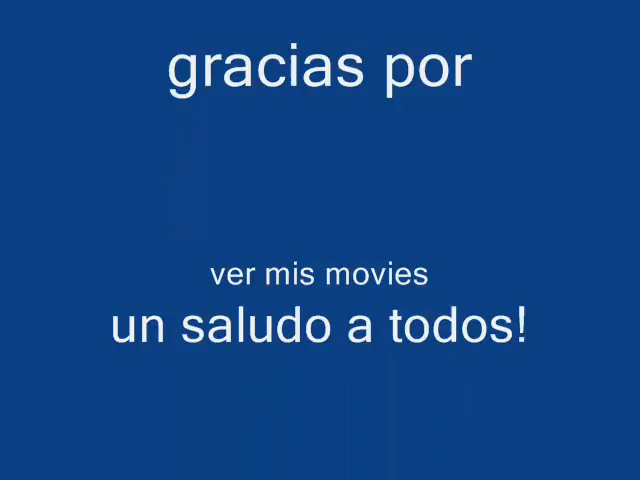 gracias por
ver mis movies
un saludo a todos!